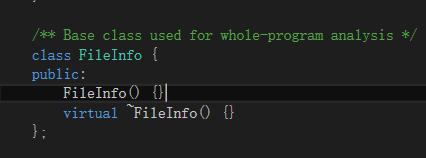 /** Base class used for whole-program analysis */
class FileInfo {
public:
    FileInfo() {}
    virtual ~FileInfo() {}
};